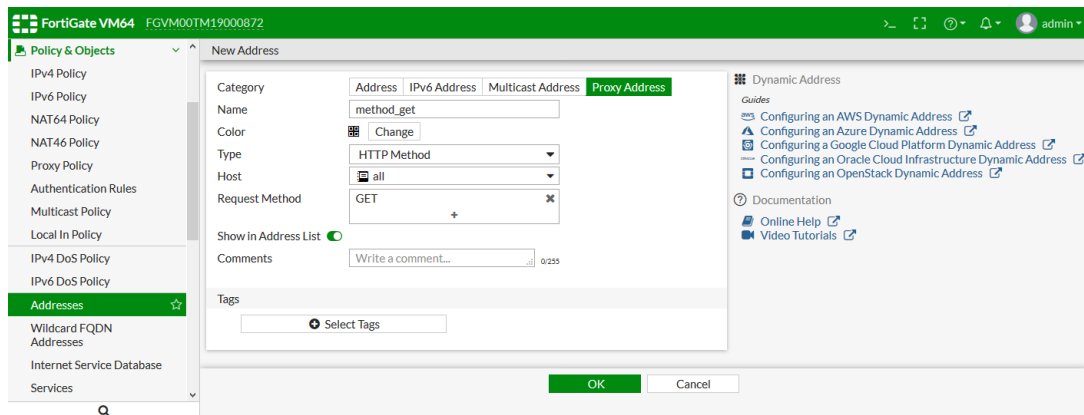 FortiGate VM64 FGVM00TM19000872
admin
Policy & Objects
IPv4 Policy
IPv6 Policy
NAT64 Policy
NAT46 Policy
Proxy Policy
Authentication Rules
Multicast Policy
Local In Policy
IPv4 DoS Policy
IPv6 DoS Policy
Addresses
Wildcard FQDN
Addresses
Internet Service Database
Services
New Address
Category Address IPv6 Address Multicast Address Proxy Address
Name method_get
Color Change
Type HTTP Method
Host all
Request Method GET
+
Show in Address List
Comments Write a comment... 0/255
Tags
Select Tags
OK Cancel
Dynamic Address
Guides
aws Configuring an AWS Dynamic Address
Configuring an Azure Dynamic Address
Configuring a Google Cloud Platform Dynamic Address
Configuring an Oracle Cloud Infrastructure Dynamic Address
Configuring an OpenStack Dynamic Address
Documentation
Online Help
Video Tutorials